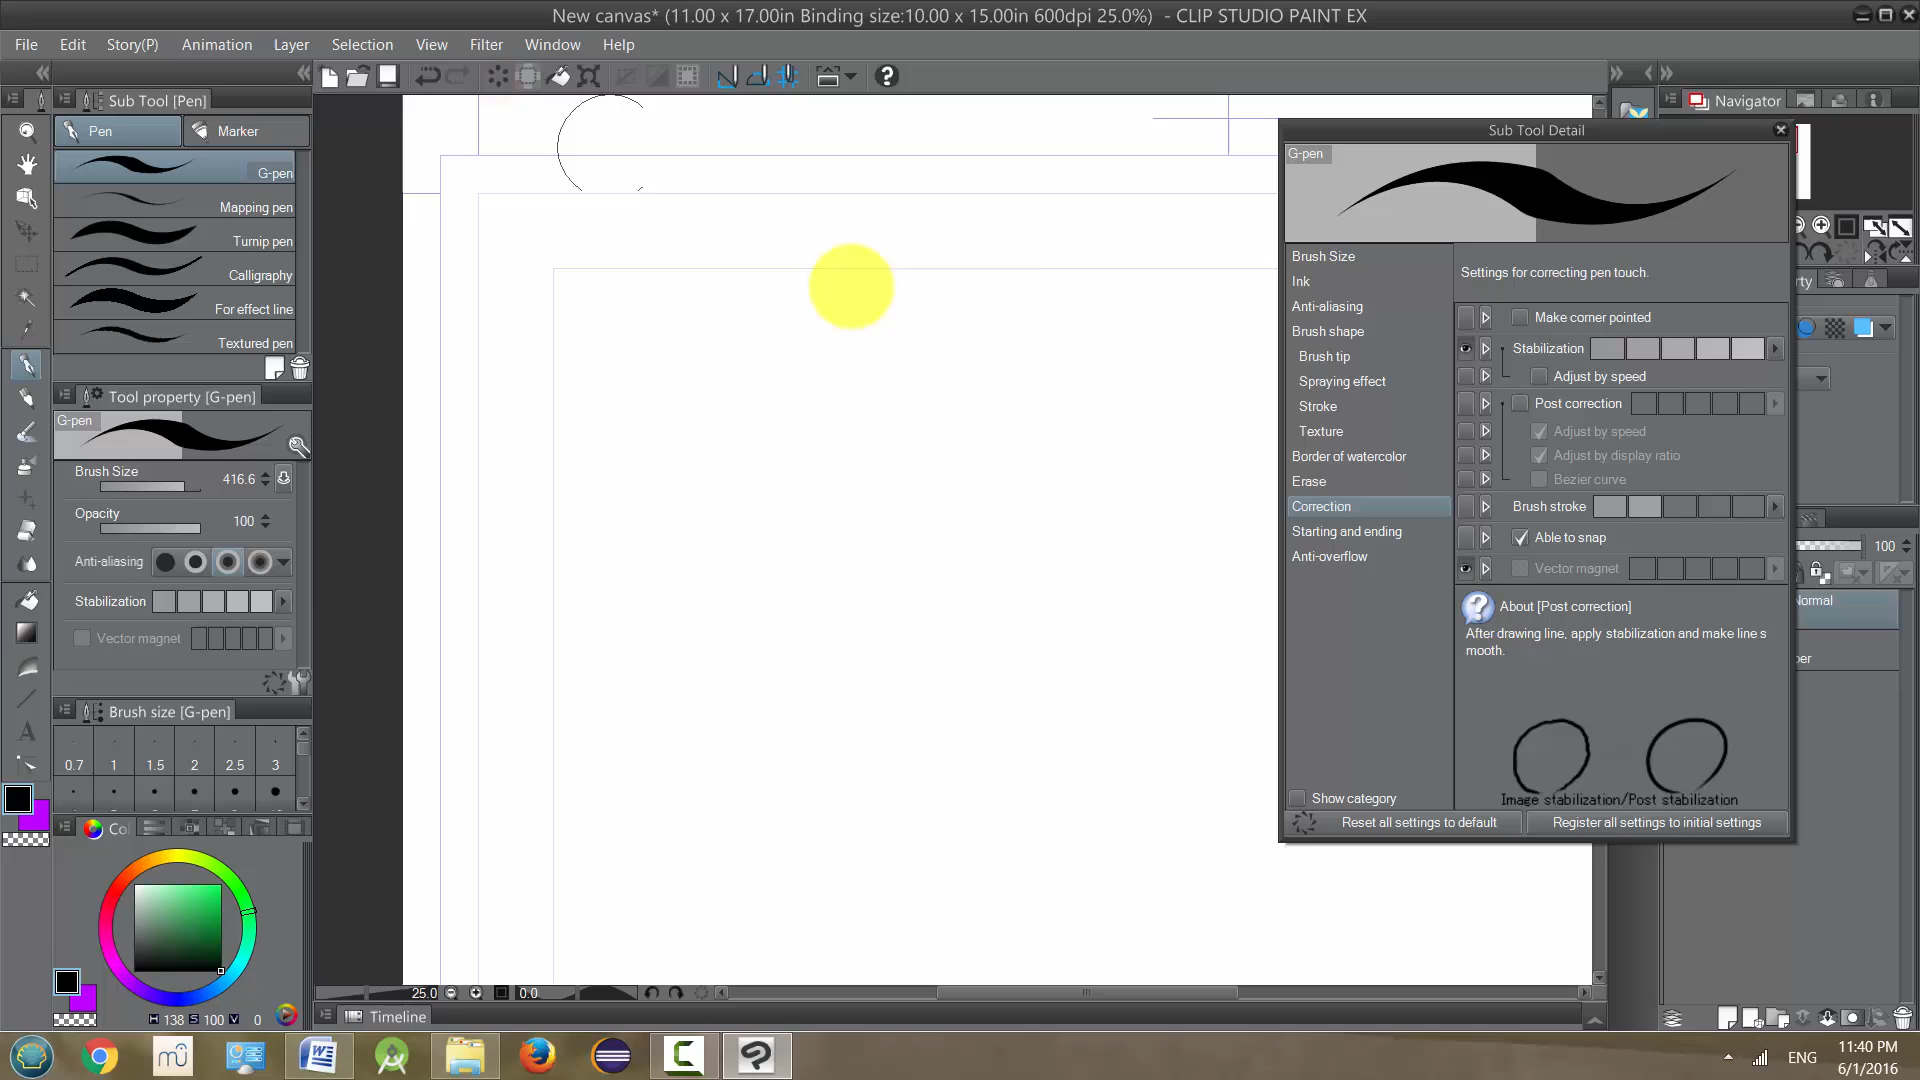 New canvas* (11.00 x 17.00in Binding size:10.00 x 15.00in 600dpi 25.0%) - CLIP STUDIO PAINT EX
File Edit Story(P) Animation Layer Selection View Filter Window Help
Sub Tool [Pen]
Pen Marker
G-pen
Mapping pen
Turnip pen
Calligraphy
For effect line
Textured pen
Tool property [G-pen]
G-pen
Brush Size 416.6
Opacity 100
Anti-aliasing
Stabilization
Vector magnet
Brush size [G-pen]
0.7 1 1.5 2 2.5 3
Col
H 138 S 100 V 0
25.0 0.0
Timeline
Navigator
Sub Tool Detail
G-pen
Brush Size
Ink
Anti-aliasing
Brush shape
Brush tip
Spraying effect
Stroke
Texture
Border of watercolor
Erase
Correction
Starting and ending
Anti-overflow
Show category
Settings for correcting pen touch.
Make corner pointed
Stabilization
Adjust by speed
Post correction
Adjust by speed
Adjust by display ratio
Bezier curve
Brush stroke
Able to snap
Vector magnet
About [Post correction]
After drawing line, apply stabilization and make line s
mooth.
Image stabilization/Post stabilization
Reset all settings to default Register all settings to initial settings
rty
100
Normal
per
ENG
11:40 PM
6/1/2016